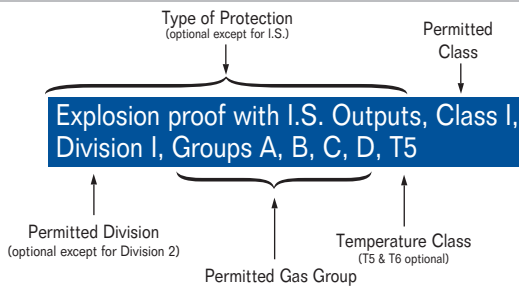 Type of Protection
(optional except for I.S.)
Permitted
Class
Explosion proof with I.S. Outputs, Class I,
Division I, Groups A, B, C, D, T5
Permitted Division
(optional except for Division 2)
Temperature Class
(T5 & T6 optional)
Permitted Gas Group